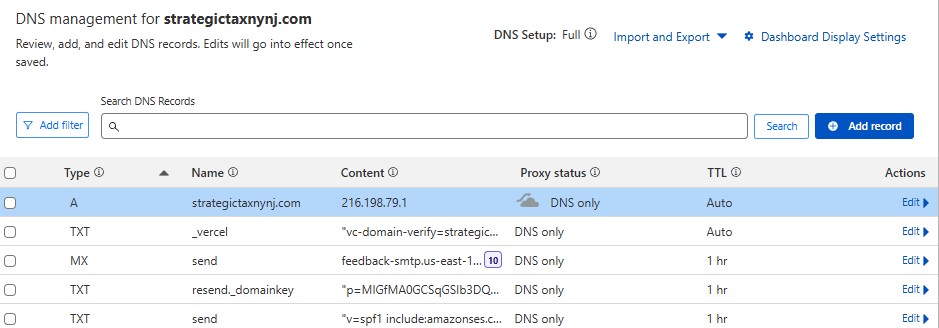 DNS management for strategictaxnynj.com
Review, add, and edit DNS records. Edits will go into effect once
saved.
DNS Setup: Full
Import and Export
Dashboard Display Settings
Search DNS Records
Add filter
Search
Add record
Type Name Content Proxy status TTL Actions
A strategictaxnynj.com 216.198.79.1 DNS only Auto Edit
TXT _vercel "vc-domain-verify=strategic... DNS only Auto Edit
MX send feedback-smtp.us-east-1... 10 DNS only 1 hr Edit
TXT resend._domainkey "p=MIGfMA0GCSqGSIb3DQ... DNS only 1 hr Edit
TXT send "v=spf1 include:amazonses.c... DNS only 1 hr Edit